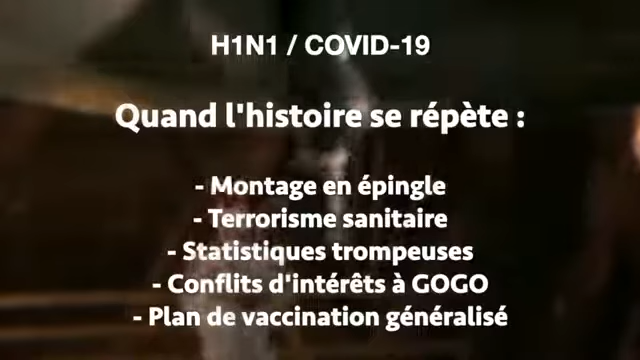 H1N1 / COVID-19
Quand l'histoire se répète :
- Montage en épingle
- Terrorisme sanitaire
- Statistiques trompeuses
- Conflits d'intérêts à GOGO
- Plan de vaccination généralisé